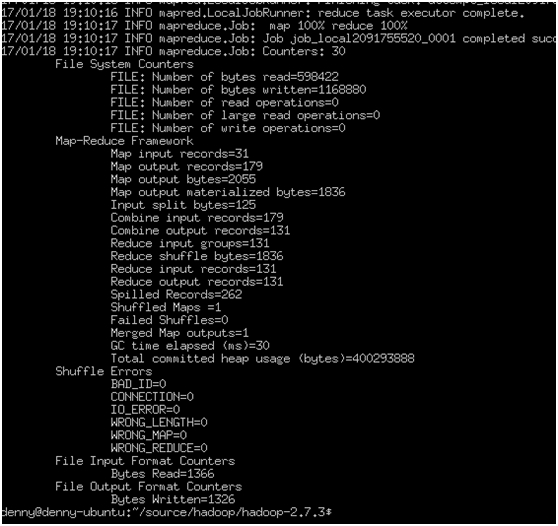 17/01/18 19:10:16 INFO mapred.LocalJobRunner: reduce task executor complete.
17/01/18 19:10:17 INFO mapreduce.Job:  map 100% reduce 100%
17/01/18 19:10:17 INFO mapreduce.Job: Job job_local2091755520_0001 completed succ
17/01/18 19:10:17 INFO mapreduce.Job: Counters: 30
File System Counters
FILE: Number of bytes read=598422
FILE: Number of bytes written=1168880
FILE: Number of read operations=0
FILE: Number of large read operations=0
FILE: Number of write operations=0
Map-Reduce Framework
Map input records=31
Map output records=179
Map output bytes=2055
Map output materialized bytes=1836
Input split bytes=125
Combine input records=179
Combine output records=131
Reduce input groups=131
Reduce shuffle bytes=1836
Reduce input records=131
Reduce output records=131
Spilled Records=262
Shuffled Maps =1
Failed Shuffles=0
Merged Map outputs=1
GC time elapsed (ms)=30
Total committed heap usage (bytes)=400293888
Shuffle Errors
BAD_ID=0
CONNECTION=0
IO_ERROR=0
WRONG_LENGTH=0
WRONG_MAP=0
WRONG_REDUCE=0
File Input Format Counters
Bytes Read=1366
File Output Format Counters
Bytes Written=1326
denny@denny-ubuntu:~/source/hadoop/hadoop-2.7.3$